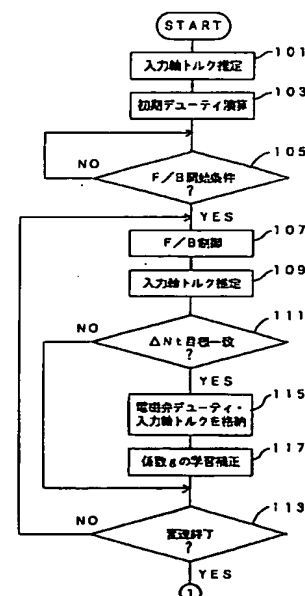 START
101
入力軸トルク推定
103
初期デューティ演算
105
NO
F/B開始条件
?
YES
107
F/B制御
109
入力軸トルク推定
111
NO
ΔNt目標一致
?
YES
115
電磁弁デューティ・
入力軸トルクを格納
117
係数gの学習補正
113
NO
変速終了
?
YES
1